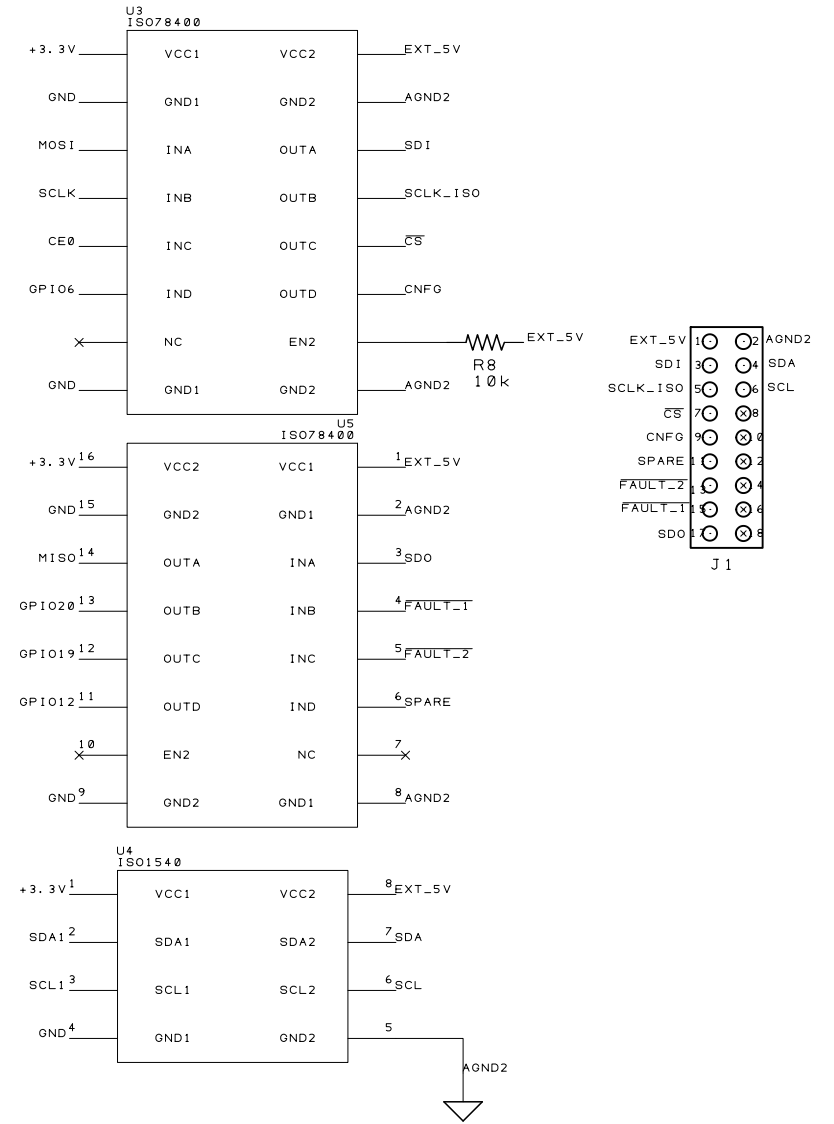 U3
ISO78400
+3.3V VCC1 VCC2 EXT_5V
GND GND1 GND2 AGND2
MOSI INA OUTA SDI
SCLK INB OUTB SCLK_ISO
CE0 INC OUTC CS
GPIO6 IND OUTD CNFG
NC EN2 EXT_5V
R8
10k
GND GND1 GND2 AGND2
U5
ISO78400
+3.3V 16 VCC2 VCC1 1 EXT_5V
GND 15 GND2 GND1 2 AGND2
MISO 14 OUTA INA 3 SDO
GPIO20 13 OUTB INB 4 FAULT_1
GPIO19 12 OUTC INC 5 FAULT_2
GPIO12 11 OUTD IND 6 SPARE
10 EN2 NC 7
GND 9 GND2 GND1 8 AGND2
U4
ISO1540
+3.3V 1 VCC1 VCC2 8 EXT_5V
SDA1 2 SDA1 SDA2 7 SDA
SCL1 3 SCL1 SCL2 6 SCL
GND 4 GND1 GND2 5
AGND2
EXT_5V 1 2 AGND2
SDI 3 4 SDA
SCLK_ISO 5 6 SCL
CS 7 8
CNFG 9 10
SPARE 11 12
FAULT_2 13 14
FAULT_1 15 16
SDO 17 18
J1